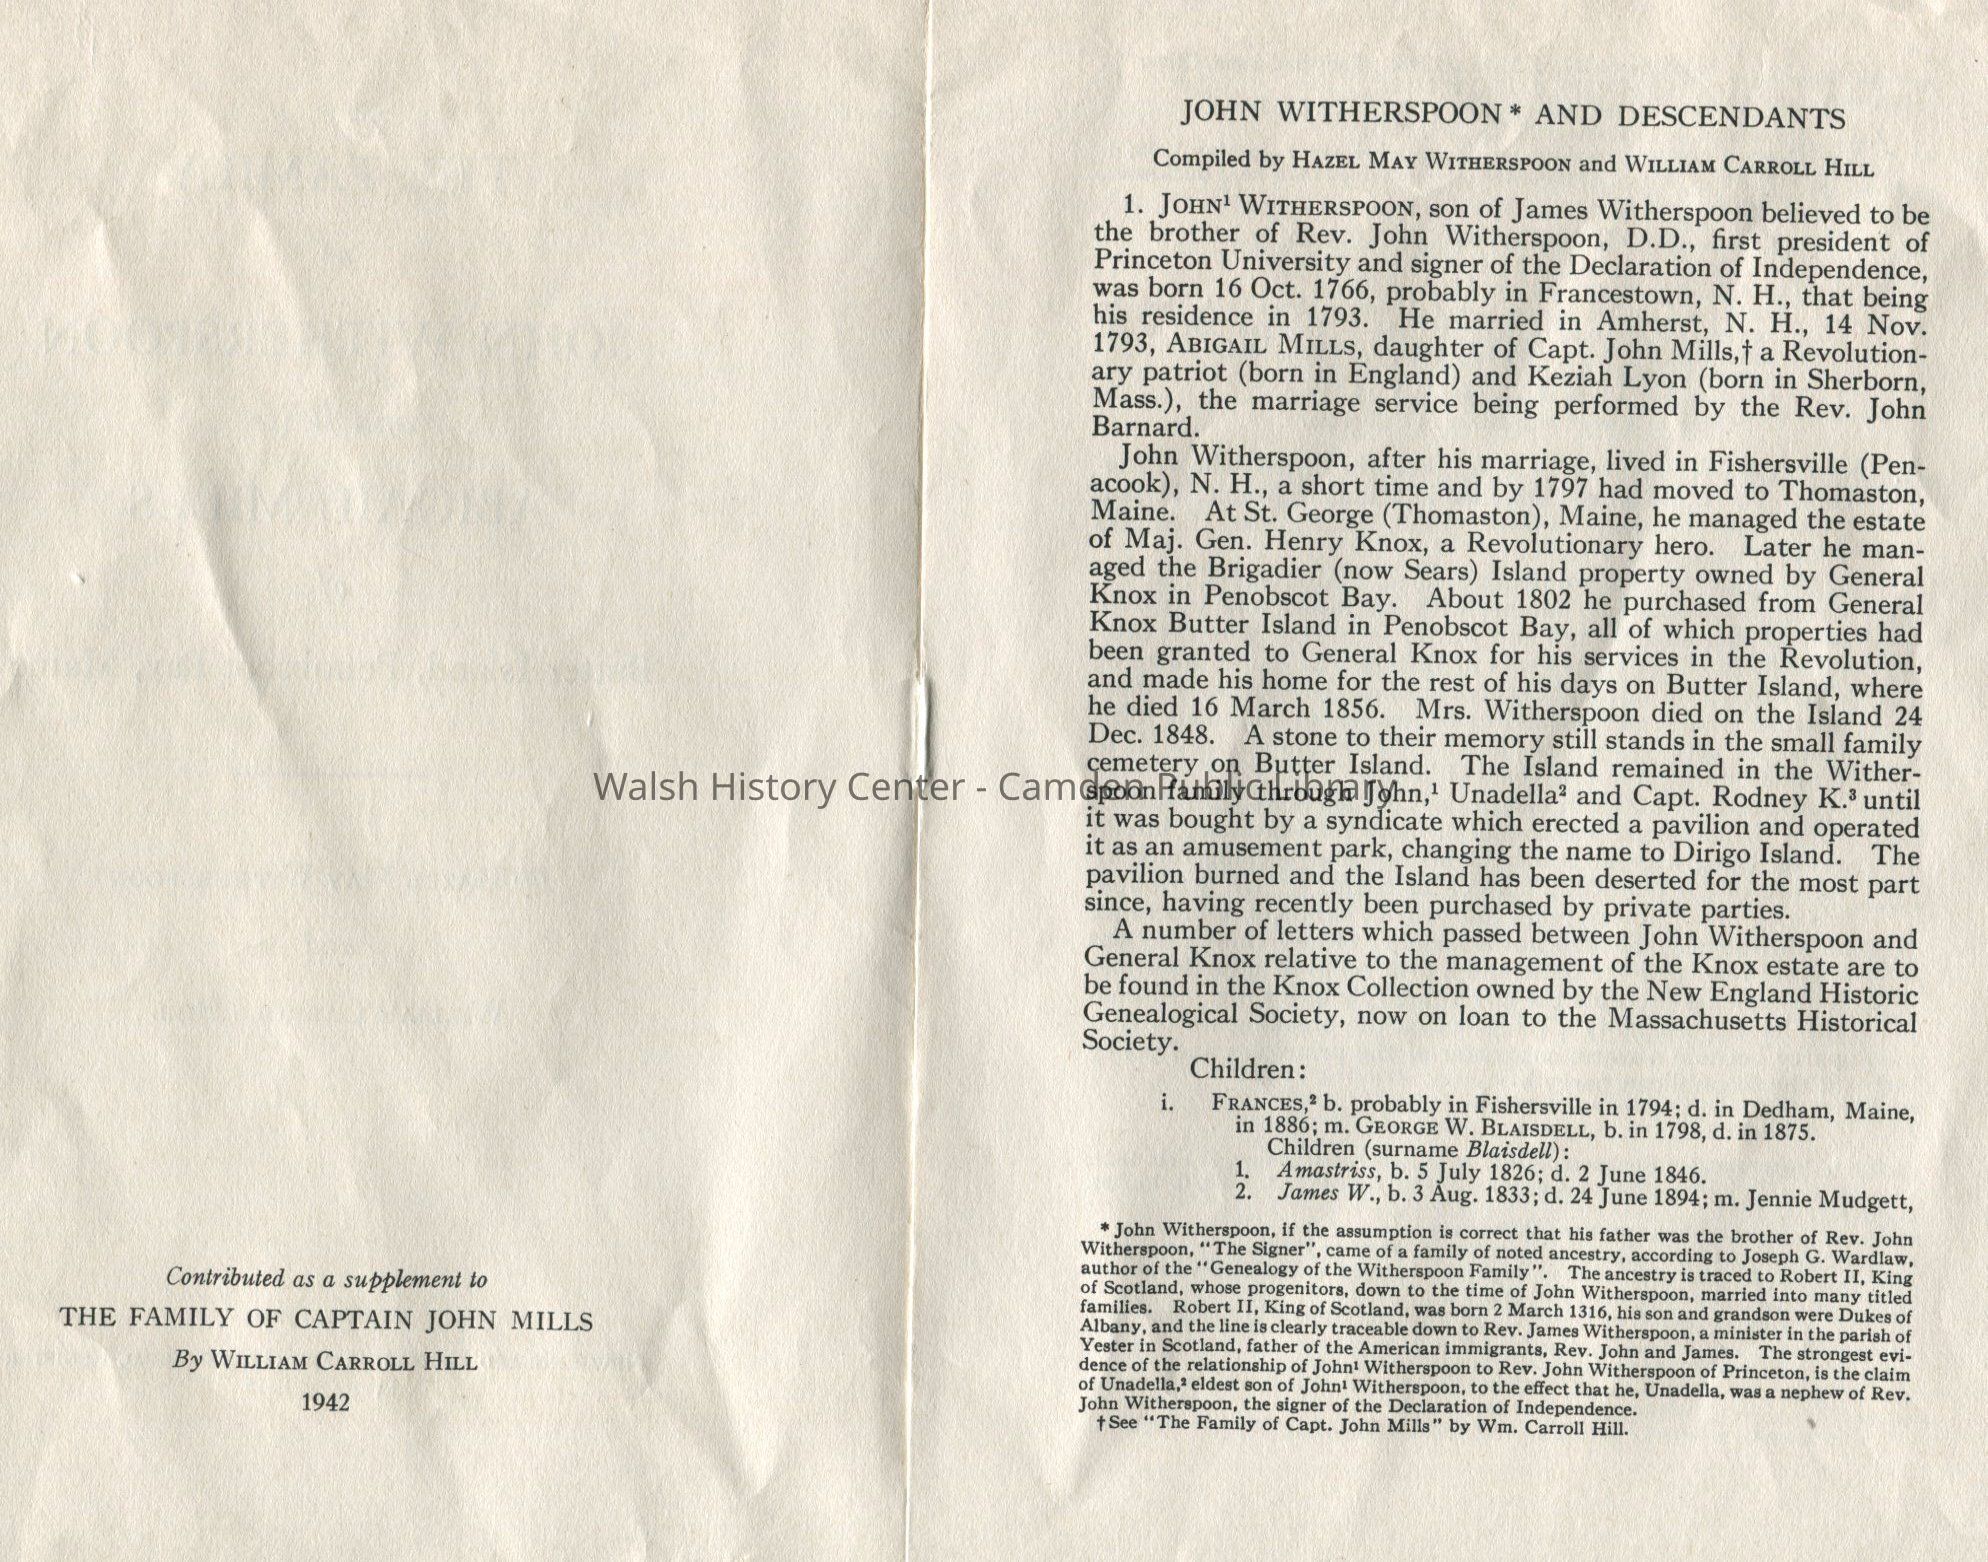 Contributed as a supplement to
THE FAMILY OF CAPTAIN JOHN MILLS
By WILLIAM CARROLL HILL
1942
JOHN WITHERSPOON* AND DESCENDANTS
Compiled by HAZEL MAY WITHERSPOON and WILLIAM CARROLL HILL
1. JOHN¹ WITHERSPOON, son of James Witherspoon believed to be
the brother of Rev. John Witherspoon, D.D., first president of
Princeton University and signer of the Declaration of Independence,
was born 16 Oct. 1766, probably in Francestown, N. H., that being
his residence in 1793. He married in Amherst, N. H., 14 Nov.
1793, ABIGAIL MILLS, daughter of Capt. John Mills,† a Revolution-
ary patriot (born in England) and Keziah Lyon (born in Sherborn,
Mass.), the marriage service being performed by the Rev. John
Barnard.
John Witherspoon, after his marriage, lived in Fishersville (Pen-
acook), N. H., a short time and by 1797 had moved to Thomaston,
Maine. At St. George (Thomaston), Maine, he managed the estate
of Maj. Gen. Henry Knox, a Revolutionary hero. Later he man-
aged the Brigadier (now Sears) Island property owned by General
Knox in Penobscot Bay. About 1802 he purchased from General
Knox Butter Island in Penobscot Bay, all of which properties had
been granted to General Knox for his services in the Revolution,
and made his home for the rest of his days on Butter Island, where
he died 16 March 1856. Mrs. Witherspoon died on the Island 24
Dec. 1848. A stone to their memory still stands in the small family
cemetery on Butter Island. The Island remained in the Wither-
Walsh History Center - Camden Public Library
spoon family through John,¹ Unadella² and Capt. Rodney K.³ until
it was bought by a syndicate which erected a pavilion and operated
it as an amusement park, changing the name to Dirigo Island. The
pavilion burned and the Island has been deserted for the most part
since, having recently been purchased by private parties.
A number of letters which passed between John Witherspoon and
General Knox relative to the management of the Knox estate are to
be found in the Knox Collection owned by the New England Historic
Genealogical Society, now on loan to the Massachusetts Historical
Society.
Children:
i. FRANCES,² b. probably in Fishersville in 1794; d. in Dedham, Maine,
in 1886; m. GEORGE W. BLAISDELL, b. in 1798, d. in 1875.
Children (surname Blaisdell):
1. Amastriss, b. 5 July 1826; d. 2 June 1846.
2. James W., b. 3 Aug. 1833; d. 24 June 1894; m. Jennie Mudgett,
* John Witherspoon, if the assumption is correct that his father was the brother of Rev. John
Witherspoon, "The Signer", came of a family of noted ancestry, according to Joseph G. Wardlaw,
author of the "Genealogy of the Witherspoon Family". The ancestry is traced to Robert II, King
of Scotland, whose progenitors, down to the time of John Witherspoon, married into many titled
families. Robert II, King of Scotland, was born 2 March 1316, his son and grandson were Dukes of
Albany, and the line is clearly traceable down to Rev. James Witherspoon, a minister in the parish of
Yester in Scotland, father of the American immigrants, Rev. John and James. The strongest evi-
dence of the relationship of John¹ Witherspoon to Rev. John Witherspoon of Princeton, is the claim
of Unadella,² eldest son of John¹ Witherspoon, to the effect that he, Unadella, was a nephew of Rev.
John Witherspoon, the signer of the Declaration of Independence.
† See "The Family of Capt. John Mills" by Wm. Carroll Hill.